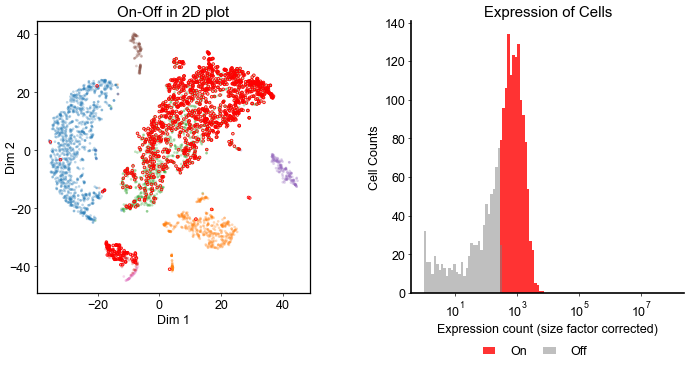 On-Off in 2D plot
40
20
0
−20
−40
Dim 2
−20
0
20
40
Dim 1
Expression of Cells
140
120
100
80
60
40
20
0
Cell Counts
10^1
10^3
10^5
10^7
Expression count (size factor corrected)
On
Off